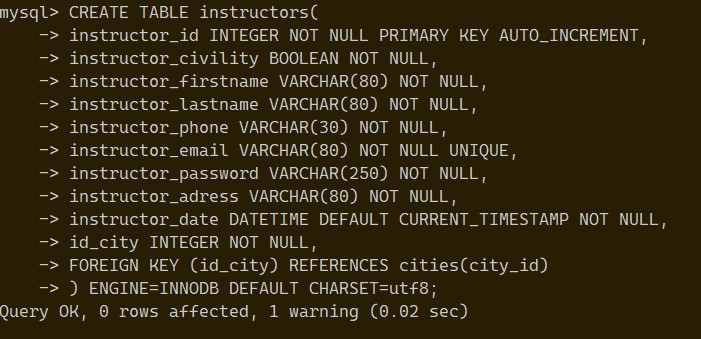 mysql> CREATE TABLE instructors(
-> instructor_id INTEGER NOT NULL PRIMARY KEY AUTO_INCREMENT,
-> instructor_civility BOOLEAN NOT NULL,
-> instructor_firstname VARCHAR(80) NOT NULL,
-> instructor_lastname VARCHAR(80) NOT NULL,
-> instructor_phone VARCHAR(30) NOT NULL,
-> instructor_email VARCHAR(80) NOT NULL UNIQUE,
-> instructor_password VARCHAR(250) NOT NULL,
-> instructor_adress VARCHAR(80) NOT NULL,
-> instructor_date DATETIME DEFAULT CURRENT_TIMESTAMP NOT NULL,
-> id_city INTEGER NOT NULL,
-> FOREIGN KEY (id_city) REFERENCES cities(city_id)
-> ) ENGINE=INNODB DEFAULT CHARSET=utf8;
Query OK, 0 rows affected, 1 warning (0.02 sec)